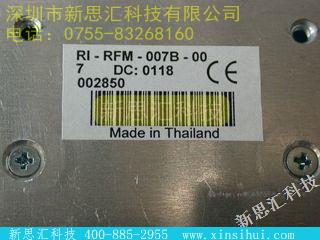 深圳市新思汇科技有限公司
电话：0755-83268160
RI - RFM - 007B - 00
7 DC: 0118
002850
CE
Made in Thailand
新思汇科技
新思汇科技 400-885-2955 www.xinsihui.com